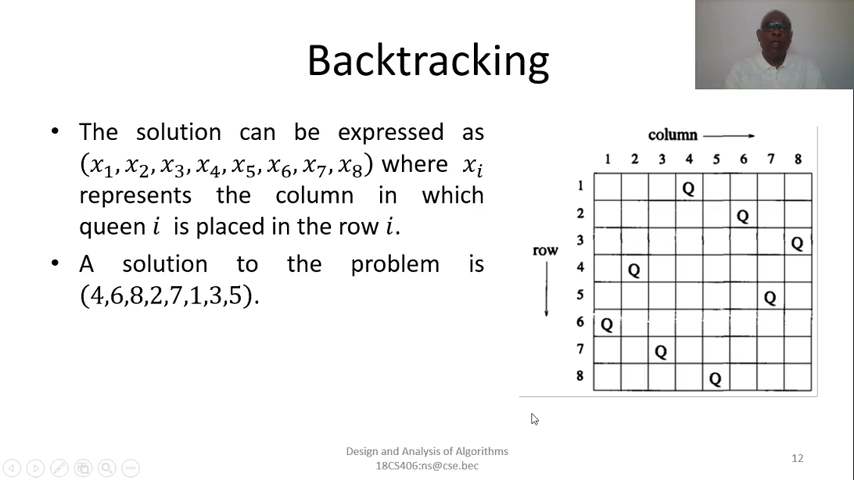 Backtracking
• The solution can be expressed as
(x₁, x₂, x₃, x₄, x₅, x₆, x₇, x₈) where xᵢ
represents the column in which
queen i is placed in the row i.
• A solution to the problem is
(4,6,8,2,7,1,3,5).
column
1 2 3 4 5 6 7 8
1 Q
2 Q
3 Q
row
4 Q
5 Q
6 Q
7 Q
8 Q
Design and Analysis of Algorithms
18CS406:ns@cse.bec
12